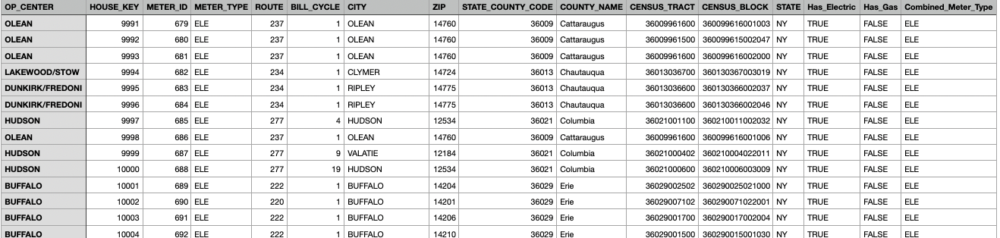 OP_CENTER HOUSE_KEY METER_ID METER_TYPE ROUTE BILL_CYCLE CITY ZIP STATE_COUNTY_CODE COUNTY_NAME CENSUS_TRACT CENSUS_BLOCK STATE Has_Electric Has_Gas Combined_Meter_Type
OLEAN 9991 679 ELE 237 1 OLEAN 14760 36009 Cattaraugus 36009961600 360099616001003 NY TRUE FALSE ELE
OLEAN 9992 680 ELE 237 1 OLEAN 14760 36009 Cattaraugus 36009961500 360099615002047 NY TRUE FALSE ELE
OLEAN 9993 681 ELE 237 1 OLEAN 14760 36009 Cattaraugus 36009961600 360099616002000 NY TRUE FALSE ELE
LAKEWOOD/STOW 9994 682 ELE 234 1 CLYMER 14724 36013 Chautauqua 36013036700 360130367003019 NY TRUE FALSE ELE
DUNKIRK/FREDONI 9995 683 ELE 234 1 RIPLEY 14775 36013 Chautauqua 36013036600 360130366002037 NY TRUE FALSE ELE
DUNKIRK/FREDONI 9996 684 ELE 234 1 RIPLEY 14775 36013 Chautauqua 36013036600 360130366002046 NY TRUE FALSE ELE
HUDSON 9997 685 ELE 277 4 HUDSON 12534 36021 Columbia 36021001100 360210011002032 NY TRUE FALSE ELE
OLEAN 9998 686 ELE 237 1 OLEAN 14760 36009 Cattaraugus 36009961600 360099616001006 NY TRUE FALSE ELE
HUDSON 9999 687 ELE 277 9 VALATIE 12184 36021 Columbia 36021000402 360210004022011 NY TRUE FALSE ELE
HUDSON 10000 688 ELE 277 19 HUDSON 12534 36021 Columbia 36021000600 360210006003009 NY TRUE FALSE ELE
BUFFALO 10001 689 ELE 222 1 BUFFALO 14204 36029 Erie 36029002502 360290025021000 NY TRUE FALSE ELE
BUFFALO 10002 690 ELE 220 1 BUFFALO 14201 36029 Erie 36029007102 360290071022001 NY TRUE FALSE ELE
BUFFALO 10003 691 ELE 222 1 BUFFALO 14206 36029 Erie 36029001700 360290017002004 NY TRUE FALSE ELE
BUFFALO 10004 692 ELE 222 1 BUFFALO 14210 36029 Erie 36029001500 360290015001030 NY TRUE FALSE ELE